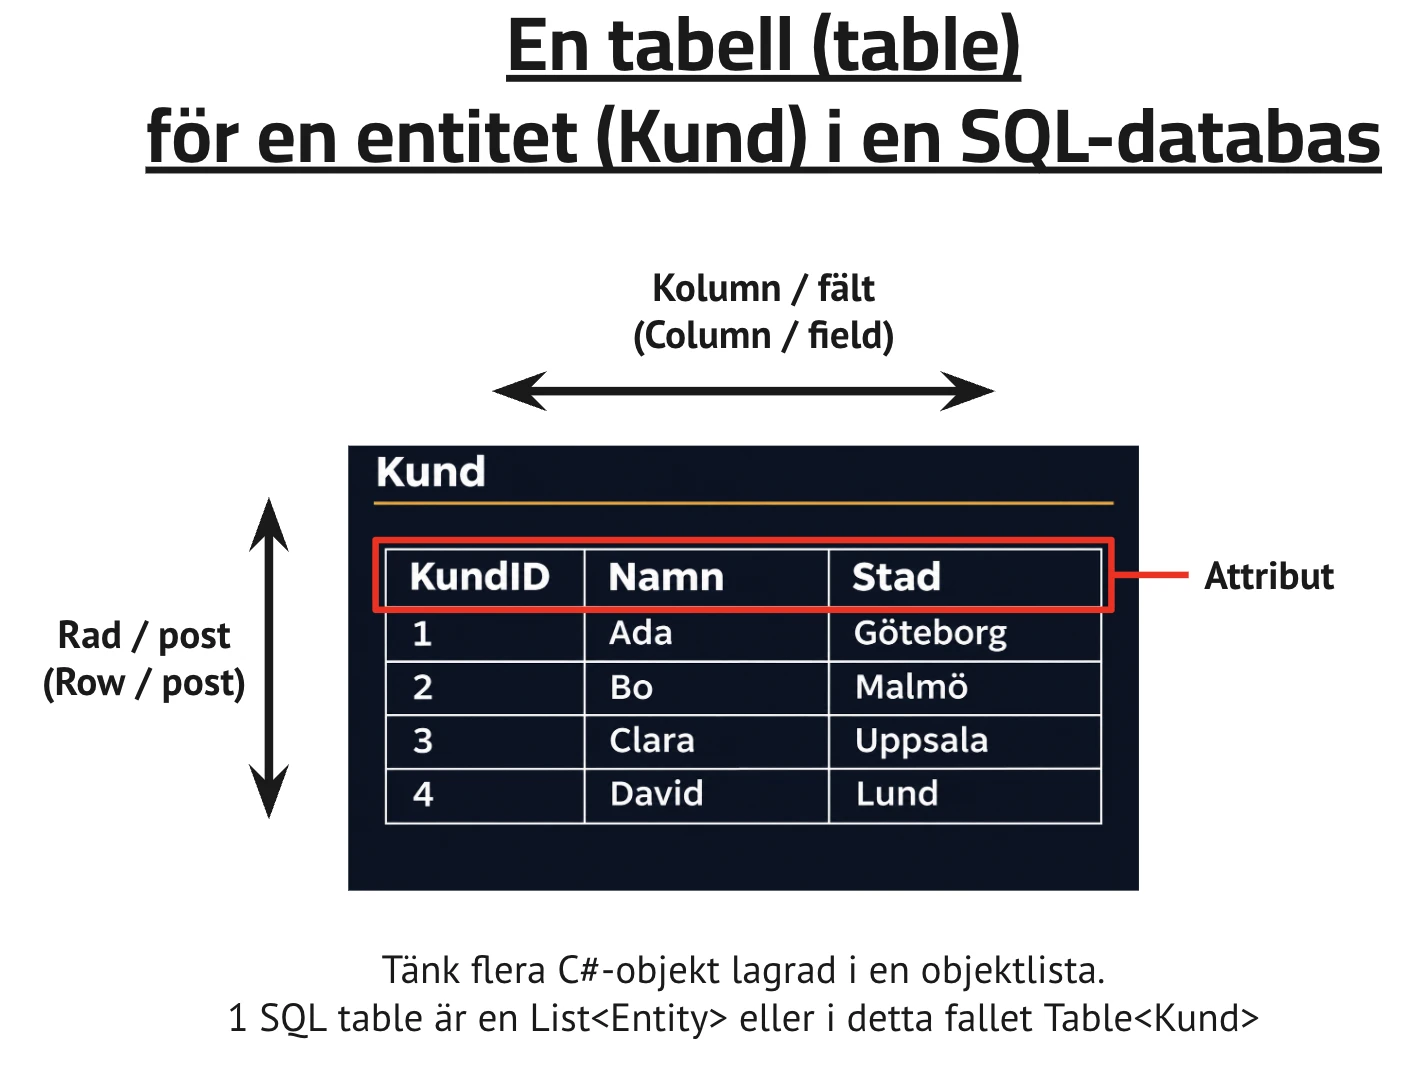 En tabell (table)
för en entitet (Kund) i en SQL-databas
Kolumn / fält
(Column / field)
Kund
KundID Namn Stad
Attribut
1 Ada Göteborg
Rad / post
(Row / post)
2 Bo Malmö
3 Clara Uppsala
4 David Lund
Tänk flera C#-objekt lagrad i en objektlista.
1 SQL table är en List<Entity> eller i detta fallet Table<Kund>